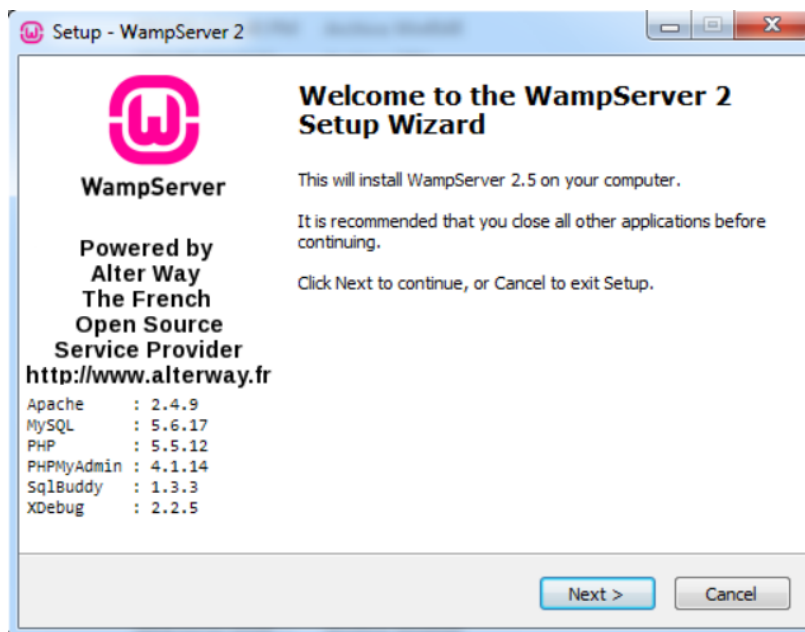 Setup - WampServer 2
WampServer
Powered by
Alter Way
The French
Open Source
Service Provider
http://www.alterway.fr
Apache : 2.4.9
MySQL : 5.6.17
PHP : 5.5.12
PHPMyAdmin : 4.1.14
SqlBuddy : 1.3.3
XDebug : 2.2.5
Welcome to the WampServer 2
Setup Wizard
This will install WampServer 2.5 on your computer.
It is recommended that you close all other applications before
continuing.
Click Next to continue, or Cancel to exit Setup.
Next >
Cancel